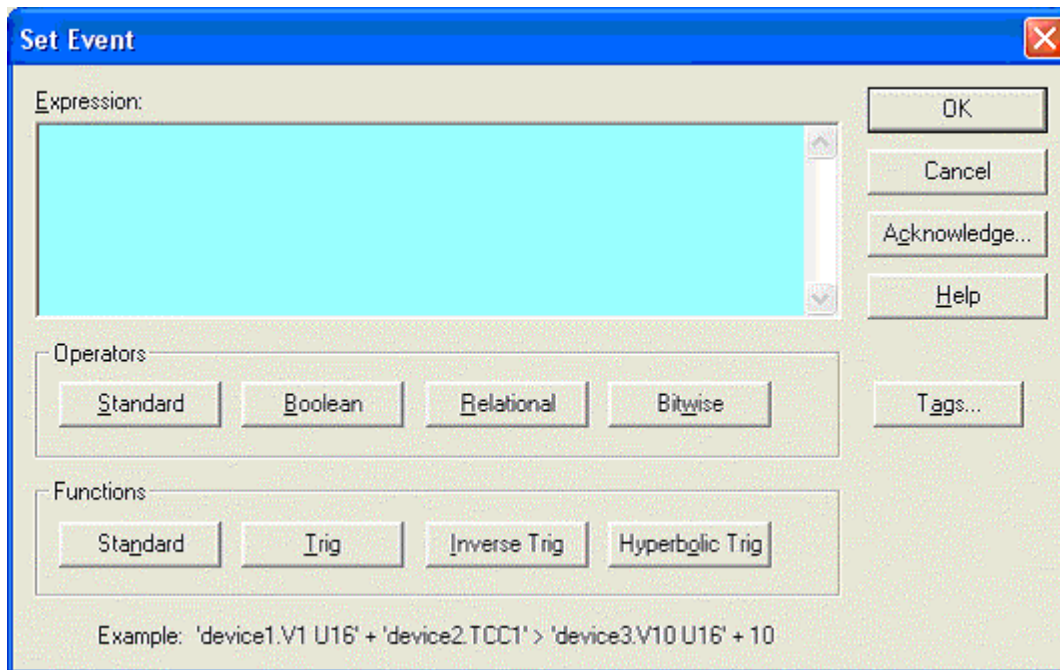 Set Event
Expression:
OK
Cancel
Acknowledge...
Help
Operators
Standard Boolean Relational Bitwise
Tags...
Functions
Standard Trig Inverse Trig Hyperbolic Trig
Example: 'device1.V1 U16' + 'device2.TCC1' > 'device3.V10 U16' + 10